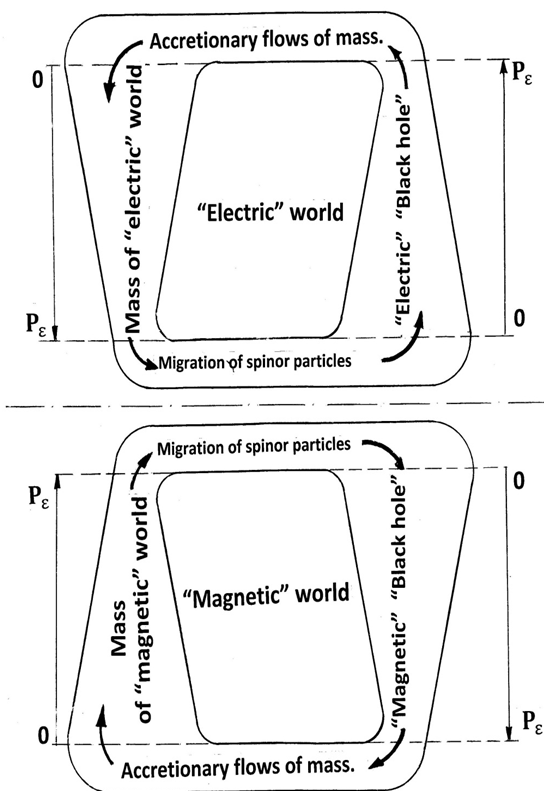 Accretionary flows of mass.
0
Pε
Mass of “electric” world
“Electric” world
“Electric” “Black hole”
Pε
0
Migration of spinor particles
Migration of spinor particles
Pε
0
Mass
of “magnetic” world
“Magnetic” world
“Magnetic” “Black hole”
0
Pε
Accretionary flows of mass.